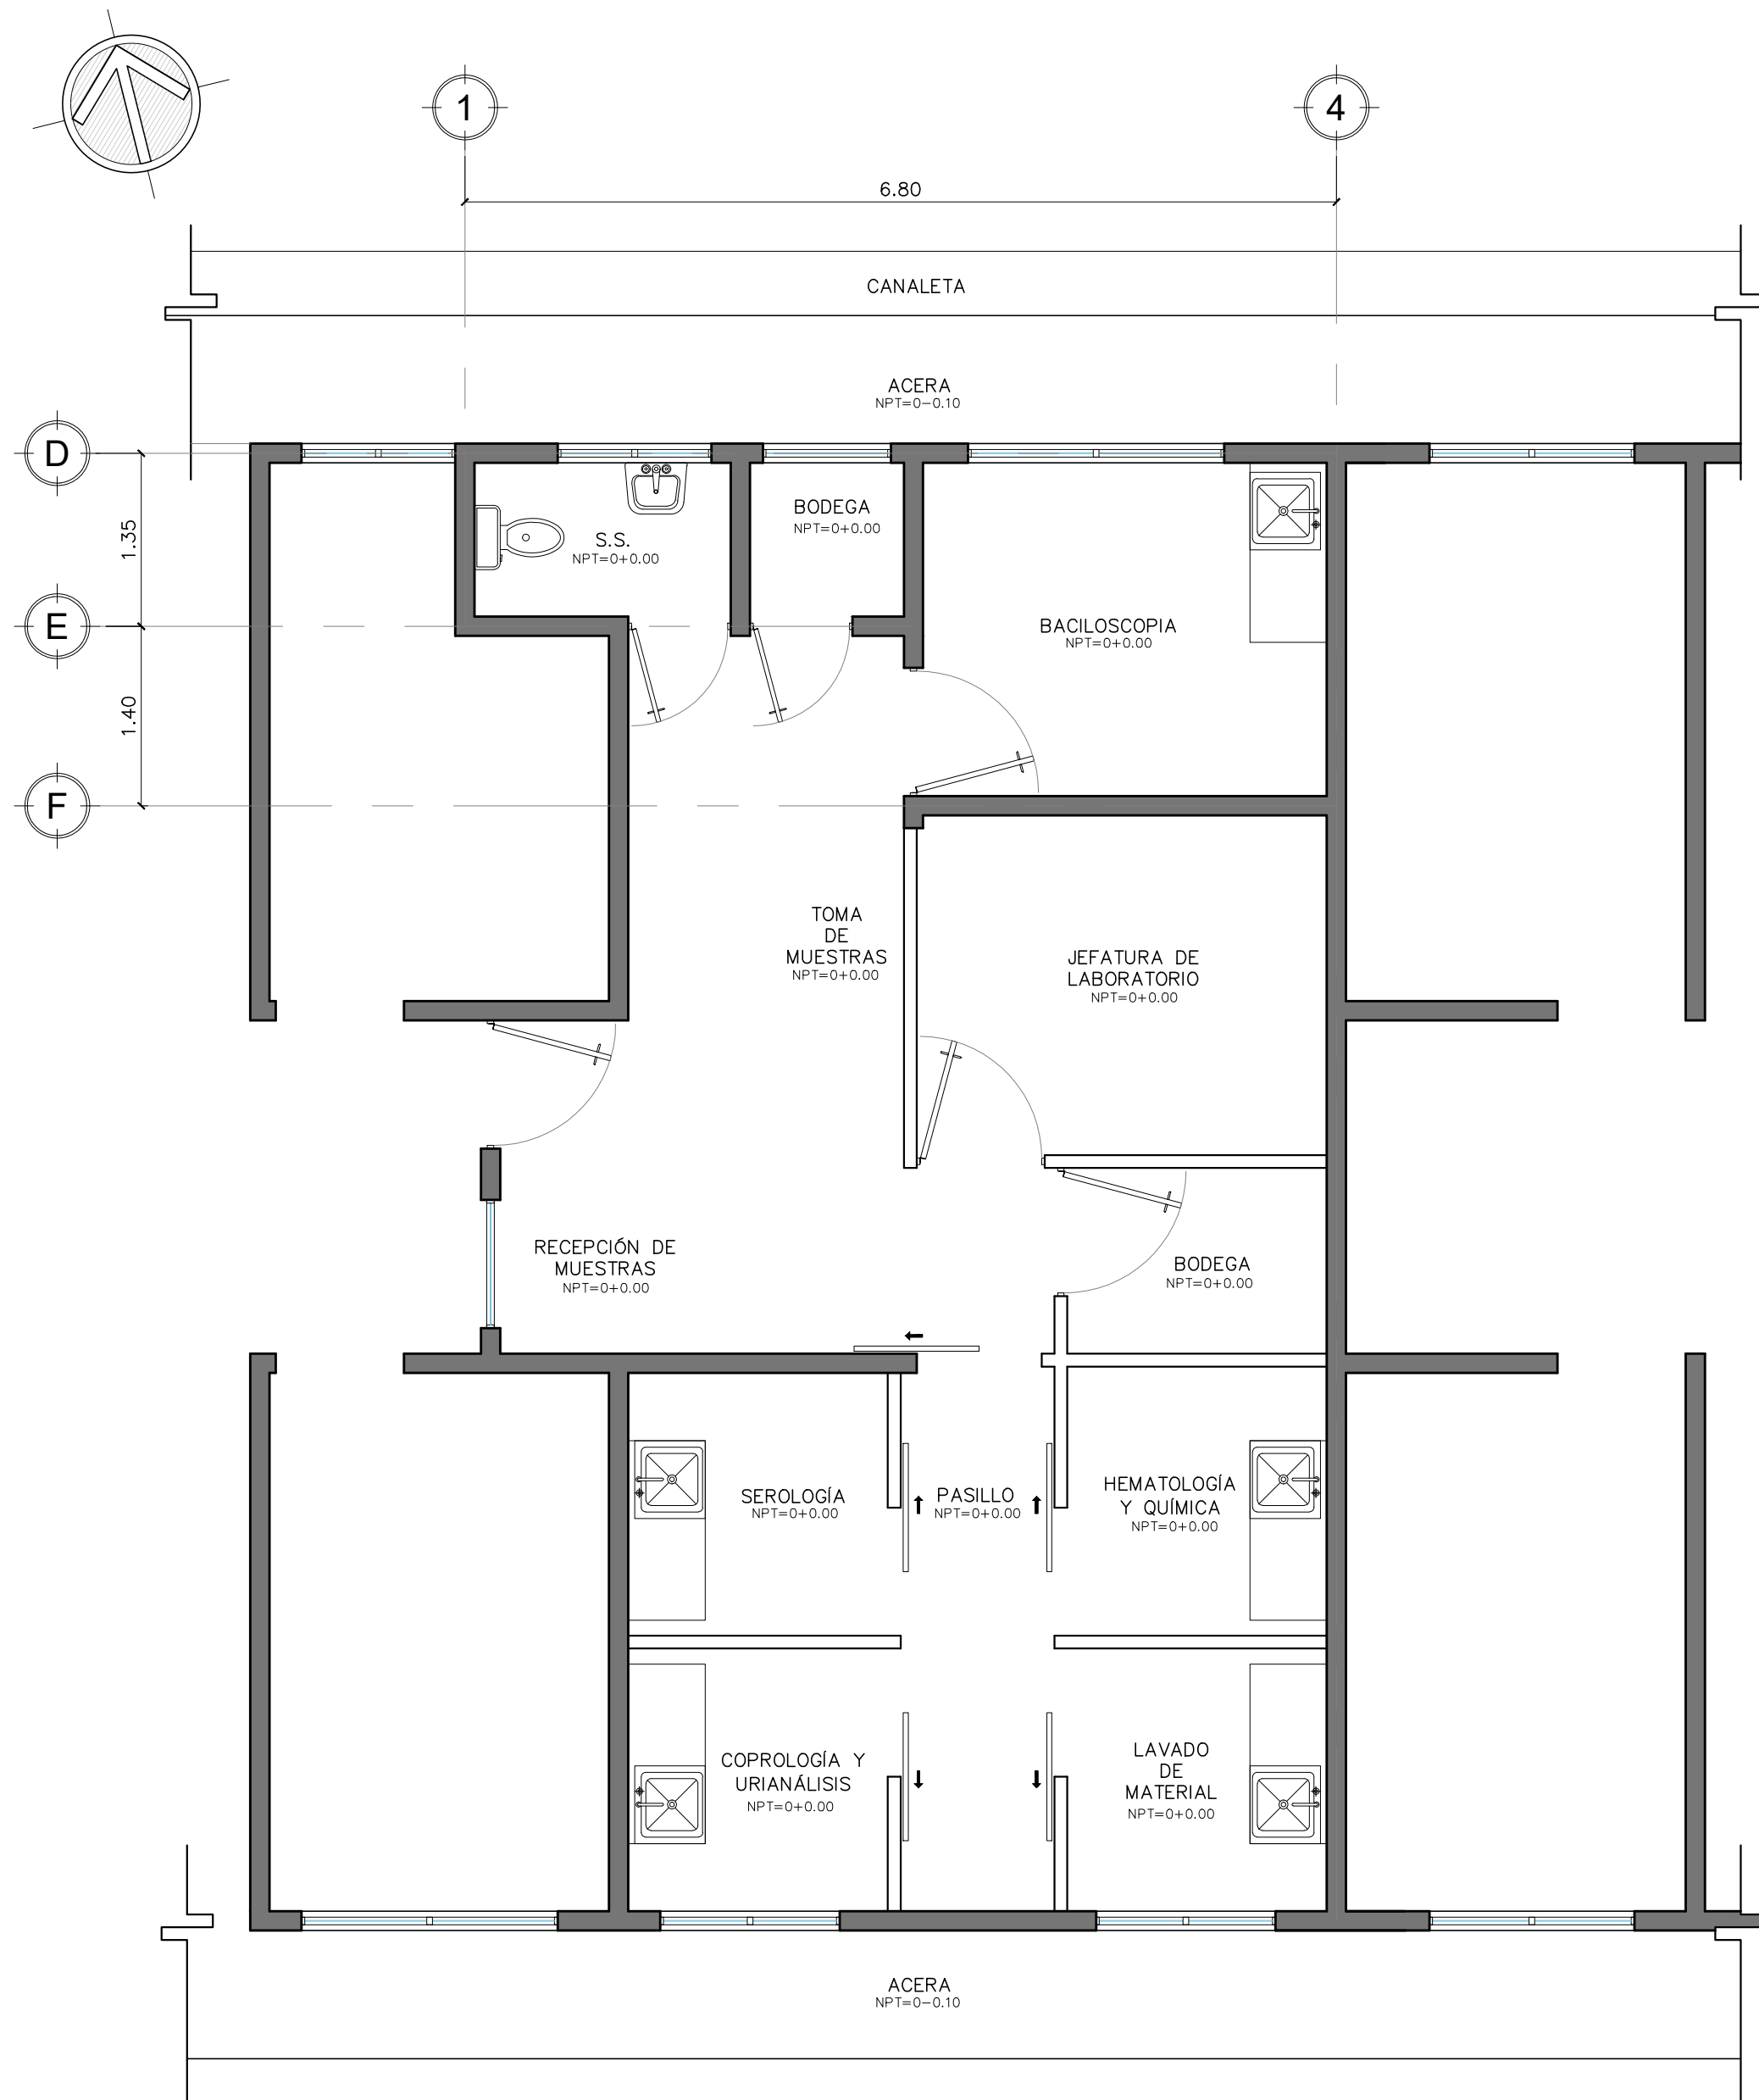 1
4
6.80
CANALETA
ACERA
NPT=0-0.10
D
1.35
BODEGA
NPT=0+0.00
S.S.
NPT=0+0.00
E
BACILOSCOPIA
NPT=0+0.00
1.40
F
TOMA
DE
MUESTRAS
NPT=0+0.00
JEFATURA DE
LABORATORIO
NPT=0+0.00
RECEPCIÓN DE
MUESTRAS
NPT=0+0.00
BODEGA
NPT=0+0.00
SEROLOGÍA
NPT=0+0.00
PASILLO
NPT=0+0.00
HEMATOLOGÍA
Y QUÍMICA
NPT=0+0.00
COPROLOGÍA Y
URIANÁLISIS
NPT=0+0.00
LAVADO
DE
MATERIAL
NPT=0+0.00
ACERA
NPT=0-0.10